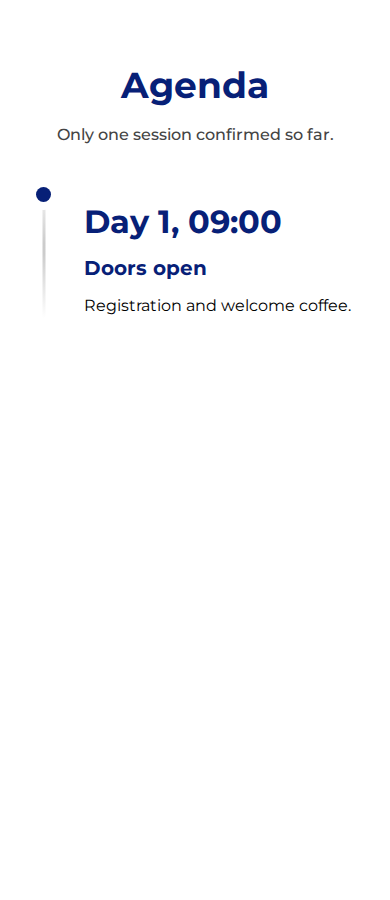 Agenda
Only one session confirmed so far.
Day 1, 09:00
Doors open
Registration and welcome coffee.